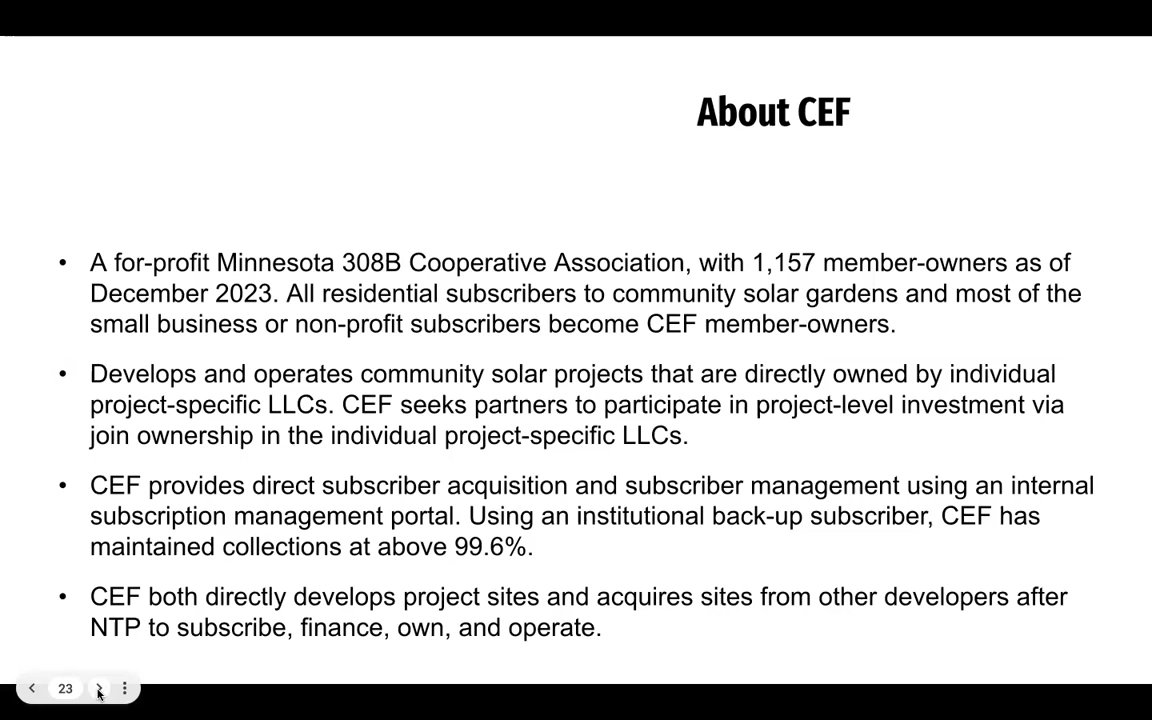 About CEF
• A for-profit Minnesota 308B Cooperative Association, with 1,157 member-owners as of
December 2023. All residential subscribers to community solar gardens and most of the
small business or non-profit subscribers become CEF member-owners.
• Develops and operates community solar projects that are directly owned by individual
project-specific LLCs. CEF seeks partners to participate in project-level investment via
join ownership in the individual project-specific LLCs.
• CEF provides direct subscriber acquisition and subscriber management using an internal
subscription management portal. Using an institutional back-up subscriber, CEF has
maintained collections at above 99.6%.
• CEF both directly develops project sites and acquires sites from other developers after
NTP to subscribe, finance, own, and operate.
23